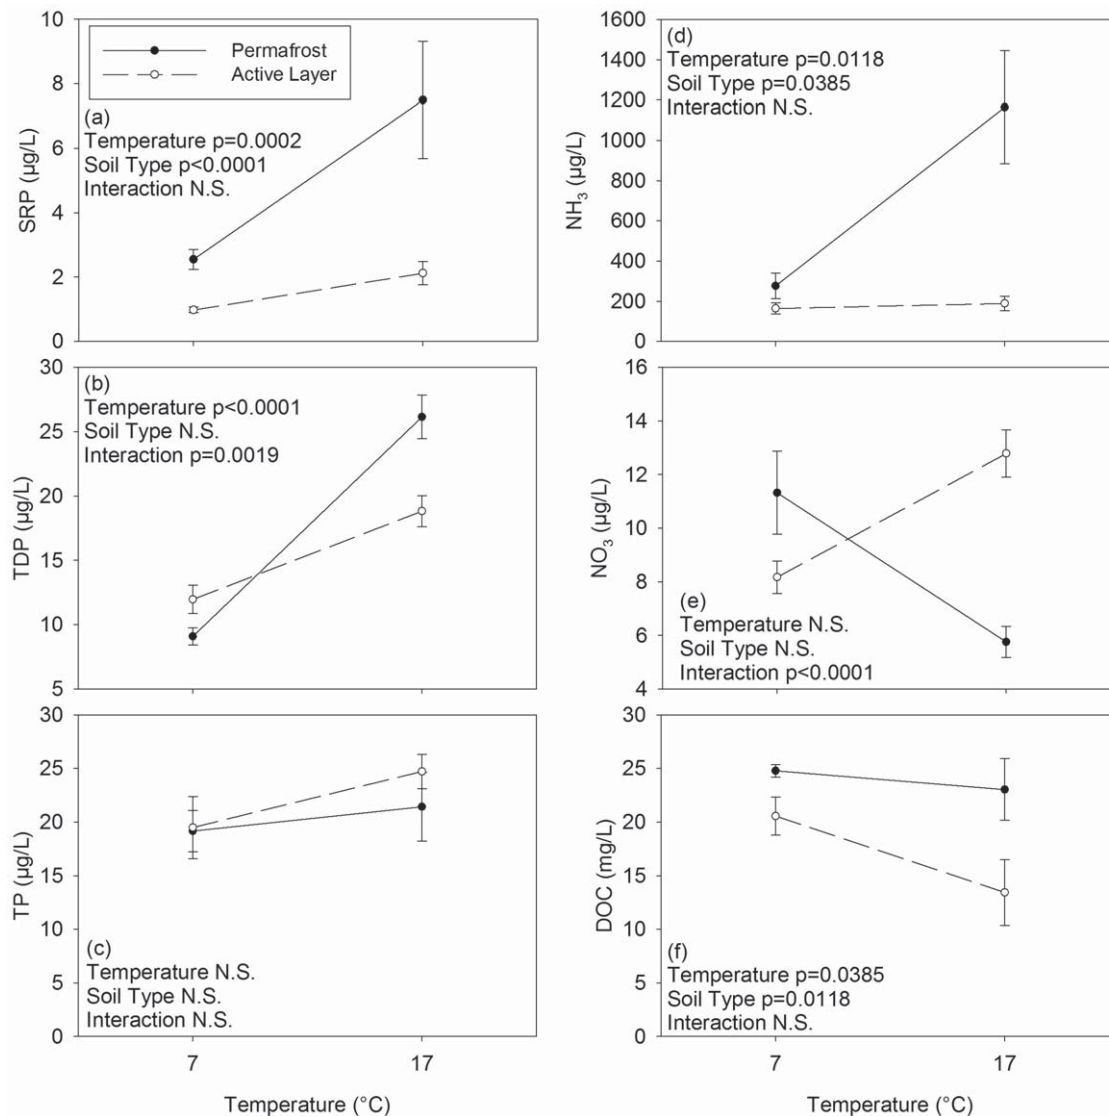 10
8
6
4
2
0
SRP (µg/L)
Permafrost
Active Layer
(a)
Temperature p=0.0002
Soil Type p<0.0001
Interaction N.S.
1600
1400
1200
1000
800
600
400
200
0
NH₃ (µg/L)
(d)
Temperature p=0.0118
Soil Type p=0.0385
Interaction N.S.
30
25
20
15
10
5
TDP (µg/L)
(b)
Temperature p<0.0001
Soil Type N.S.
Interaction p=0.0019
16
14
12
10
8
6
4
NO₃ (µg/L)
(e)
Temperature N.S.
Soil Type N.S.
Interaction p<0.0001
30
25
20
15
10
5
0
TP (µg/L)
(c)
Temperature N.S.
Soil Type N.S.
Interaction N.S.
7
17
Temperature (°C)
30
25
20
15
10
5
0
DOC (mg/L)
(f)
Temperature p=0.0385
Soil Type p=0.0118
Interaction N.S.
7
17
Temperature (°C)